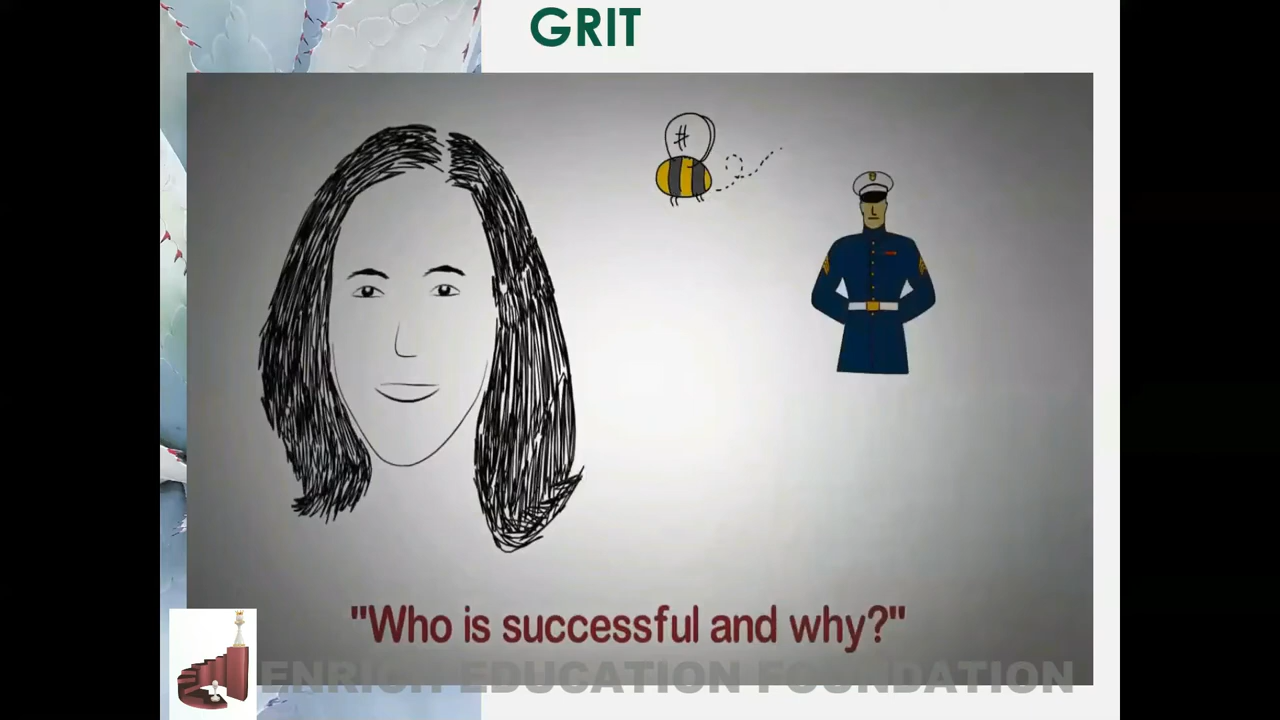 GRIT
#
"Who is successful and why?"
ENRICH EDUCATION FOUNDATION